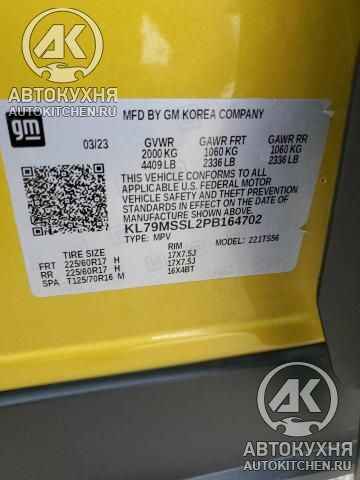 АВТОКУХНЯ
AUTOKITCHEN.RU
gm
MFD BY GM KOREA COMPANY
03/23 GVWR GAWR FRT GAWR RR
2000 KG 1060 KG 1060 KG
4409 LB 2336 LB 2336 LB
THIS VEHICLE CONFORMS TO ALL
APPLICABLE U.S. FEDERAL MOTOR
VEHICLE SAFETY AND THEFT PREVENTION
STANDARDS IN EFFECT ON THE DATE OF
MANUFACTURE SHOWN ABOVE.
KL79MSSL2PB164702
TYPE: MPV MODEL: 221TS56
TIRE SIZE RIM
FRT 225/60R17 H 17X7.5J
RR 225/60R17 H 17X7.5J
SPA T125/70R16 M 16X4BT
АВТОКУХНЯ
AUTOKITCHEN.RU